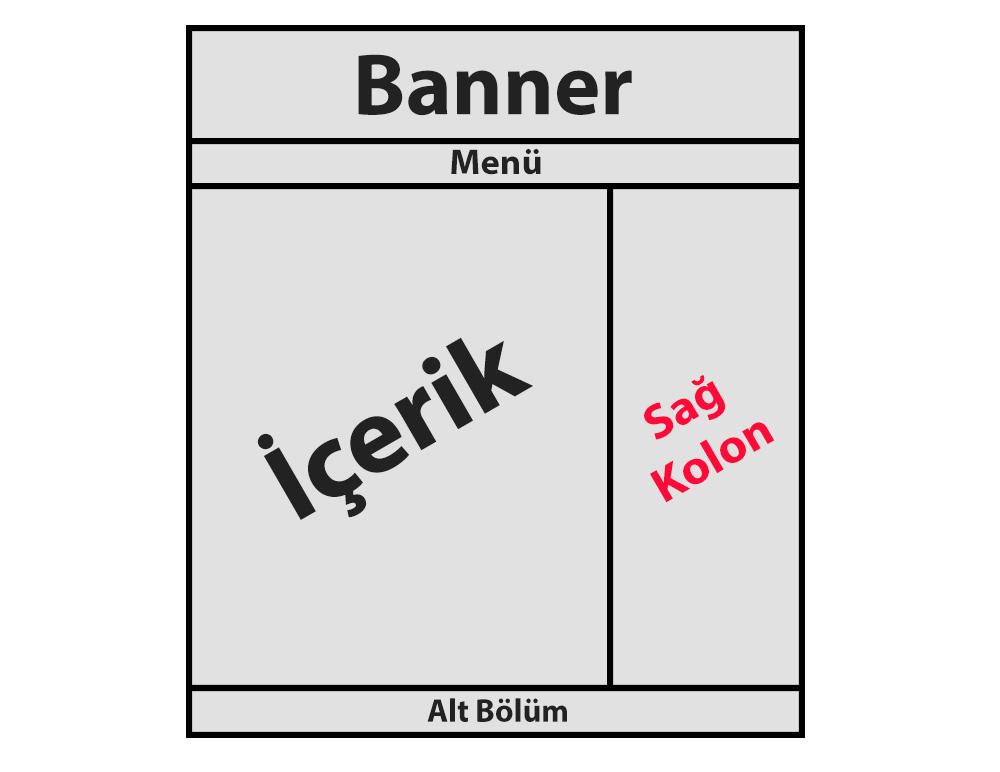 Banner
Menü
İçerik
Sağ
Kolon
Alt Bölüm